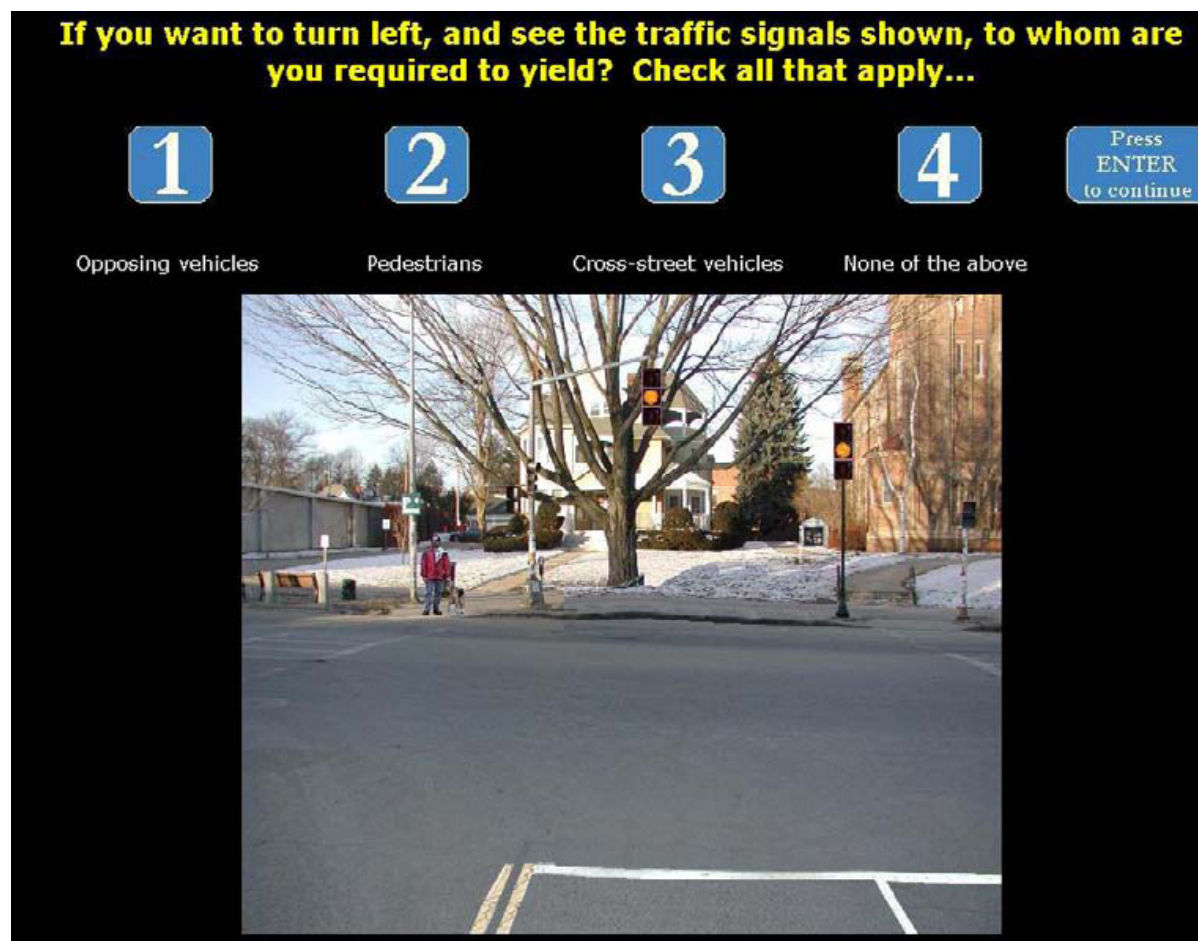 If you want to turn left, and see the traffic signals shown, to whom are
you required to yield?  Check all that apply...
1
2
3
4
Press
ENTER
to continue
Opposing vehicles
Pedestrians
Cross-street vehicles
None of the above